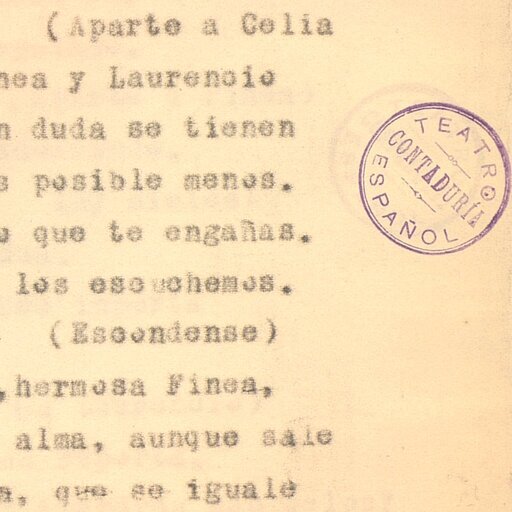 (Aparte a Celia
nea y Laurencio
n duda se tienen
s posible menos.
o que te engañas.
los escuchemos.
(Escondense)
,hermosa Finea,
alma, aunque sale
a, que se iguale
TEATRO
CONTADURÍA
ESPAÑOL